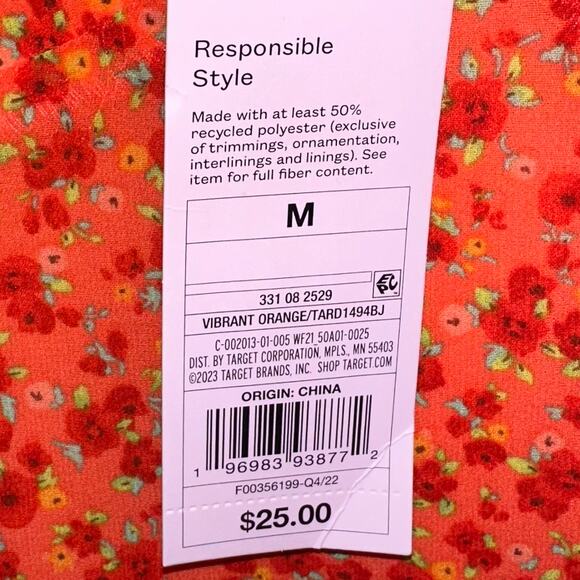 Responsible
Style
Made with at least 50%
recycled polyester (exclusive
of trimmings, ornamentation,
interlinings and linings). See
item for full fiber content.
M
EPC
331 08 2529
VIBRANT ORANGE/TARD1494BJ
C-002013-01-005 WF21_50A01-0025
DIST. BY TARGET CORPORATION, MPLS., MN 55403
©2023 TARGET BRANDS, INC. SHOP TARGET.COM
ORIGIN: CHINA
1 96983 93877 2
F00356199-Q4/22
$25.00